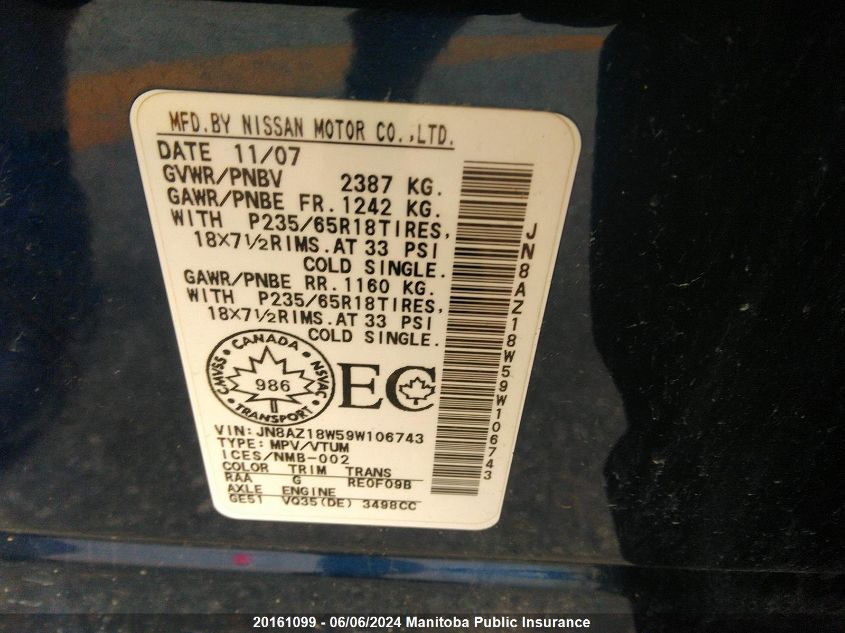 MFD.BY NISSAN MOTOR CO.,LTD.
DATE 11/07
GVWR/PNBV 2387 KG.
GAWR/PNBE FR. 1242 KG.
WITH P235/65R18TIRES,
18X7½RIMS.AT 33 PSI
COLD SINGLE.
GAWR/PNBE RR. 1160 KG.
WITH P235/65R18TIRES,
18X7½RIMS.AT 33 PSI
COLD SINGLE.
CANADA
CMVSS • NSVAC
986
TRANSPORT
EC
VIN: JN8AZ18W59W106743
TYPE: MPV/VTUM
ICES/NMB-002
COLOR TRIM TRANS
RAA G RE0F09B
AXLE ENGINE
GE51 VQ35(DE) 3498CC
JN8AZ18W59W106743
20161099 - 06/06/2024 Manitoba Public Insurance